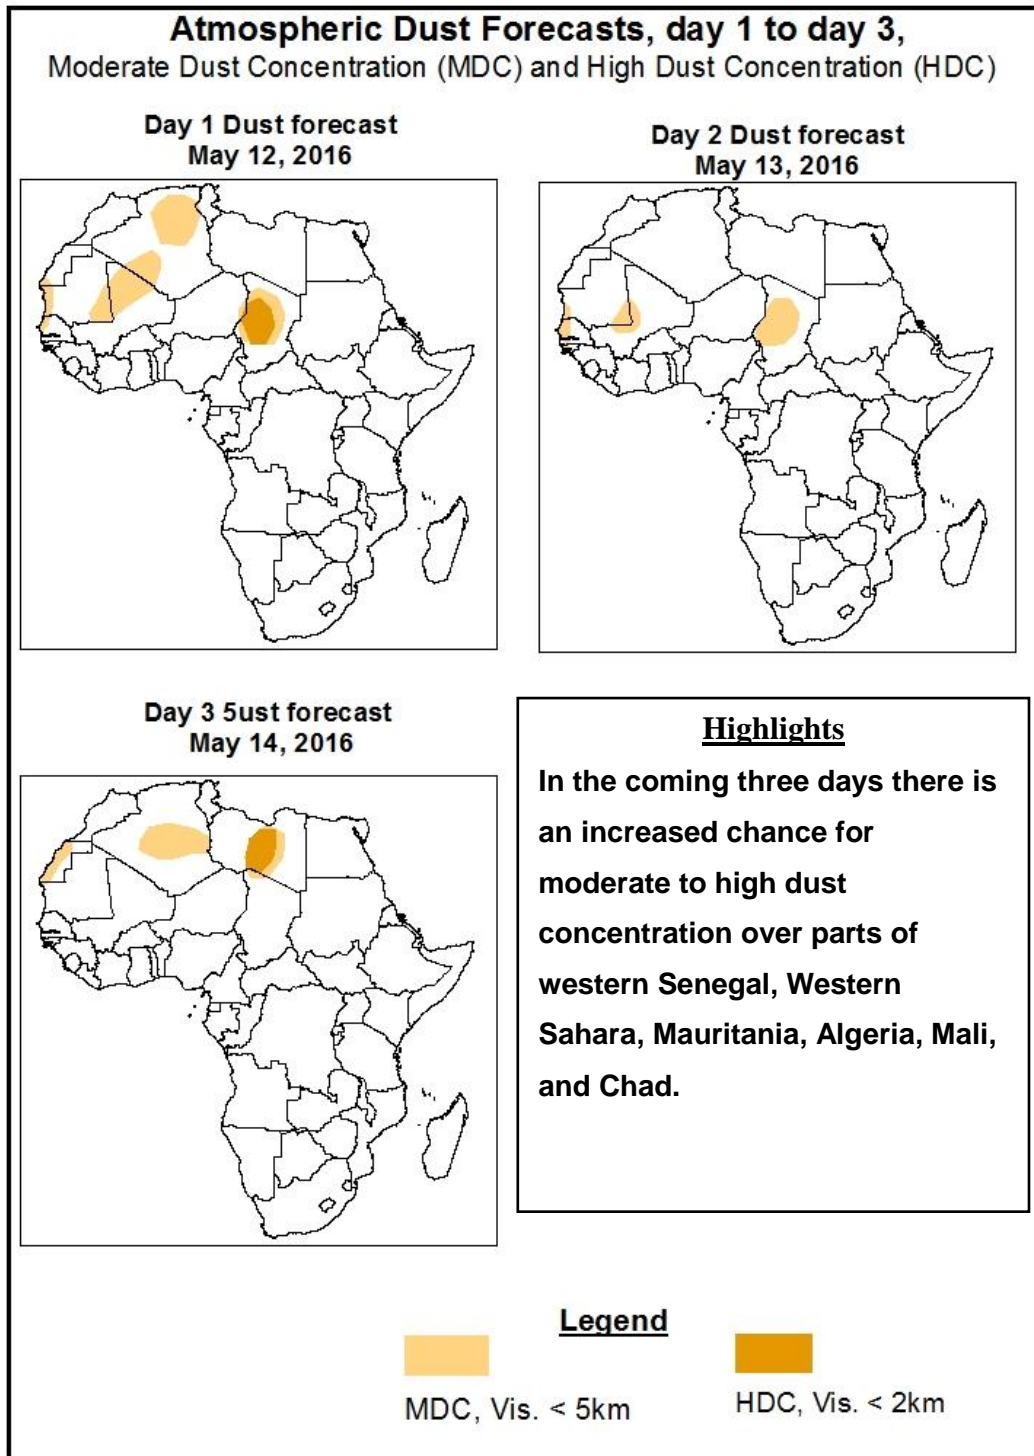 Atmospheric Dust Forecasts, day 1 to day 3,
Moderate Dust Concentration (MDC) and High Dust Concentration (HDC)
Day 1 Dust forecast
May 12, 2016
Day 2 Dust forecast
May 13, 2016
Day 3 5ust forecast
May 14, 2016
Highlights
In the coming three days there is
an increased chance for
moderate to high dust
concentration over parts of
western Senegal, Western
Sahara, Mauritania, Algeria, Mali,
and Chad.
Legend
MDC, Vis. < 5km
HDC, Vis. < 2km